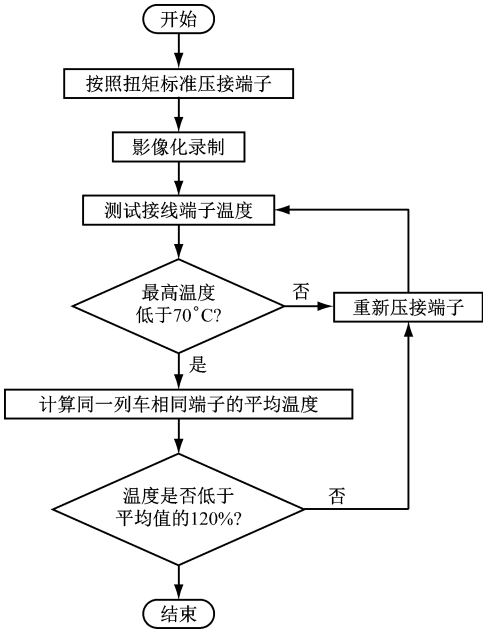 开始
按照扭矩标准压接端子
影像化录制
测试接线端子温度
最高温度
低于70°C?
否
重新压接端子
是
计算同一列车相同端子的平均温度
温度是否低于
平均值的120%?
否
结束